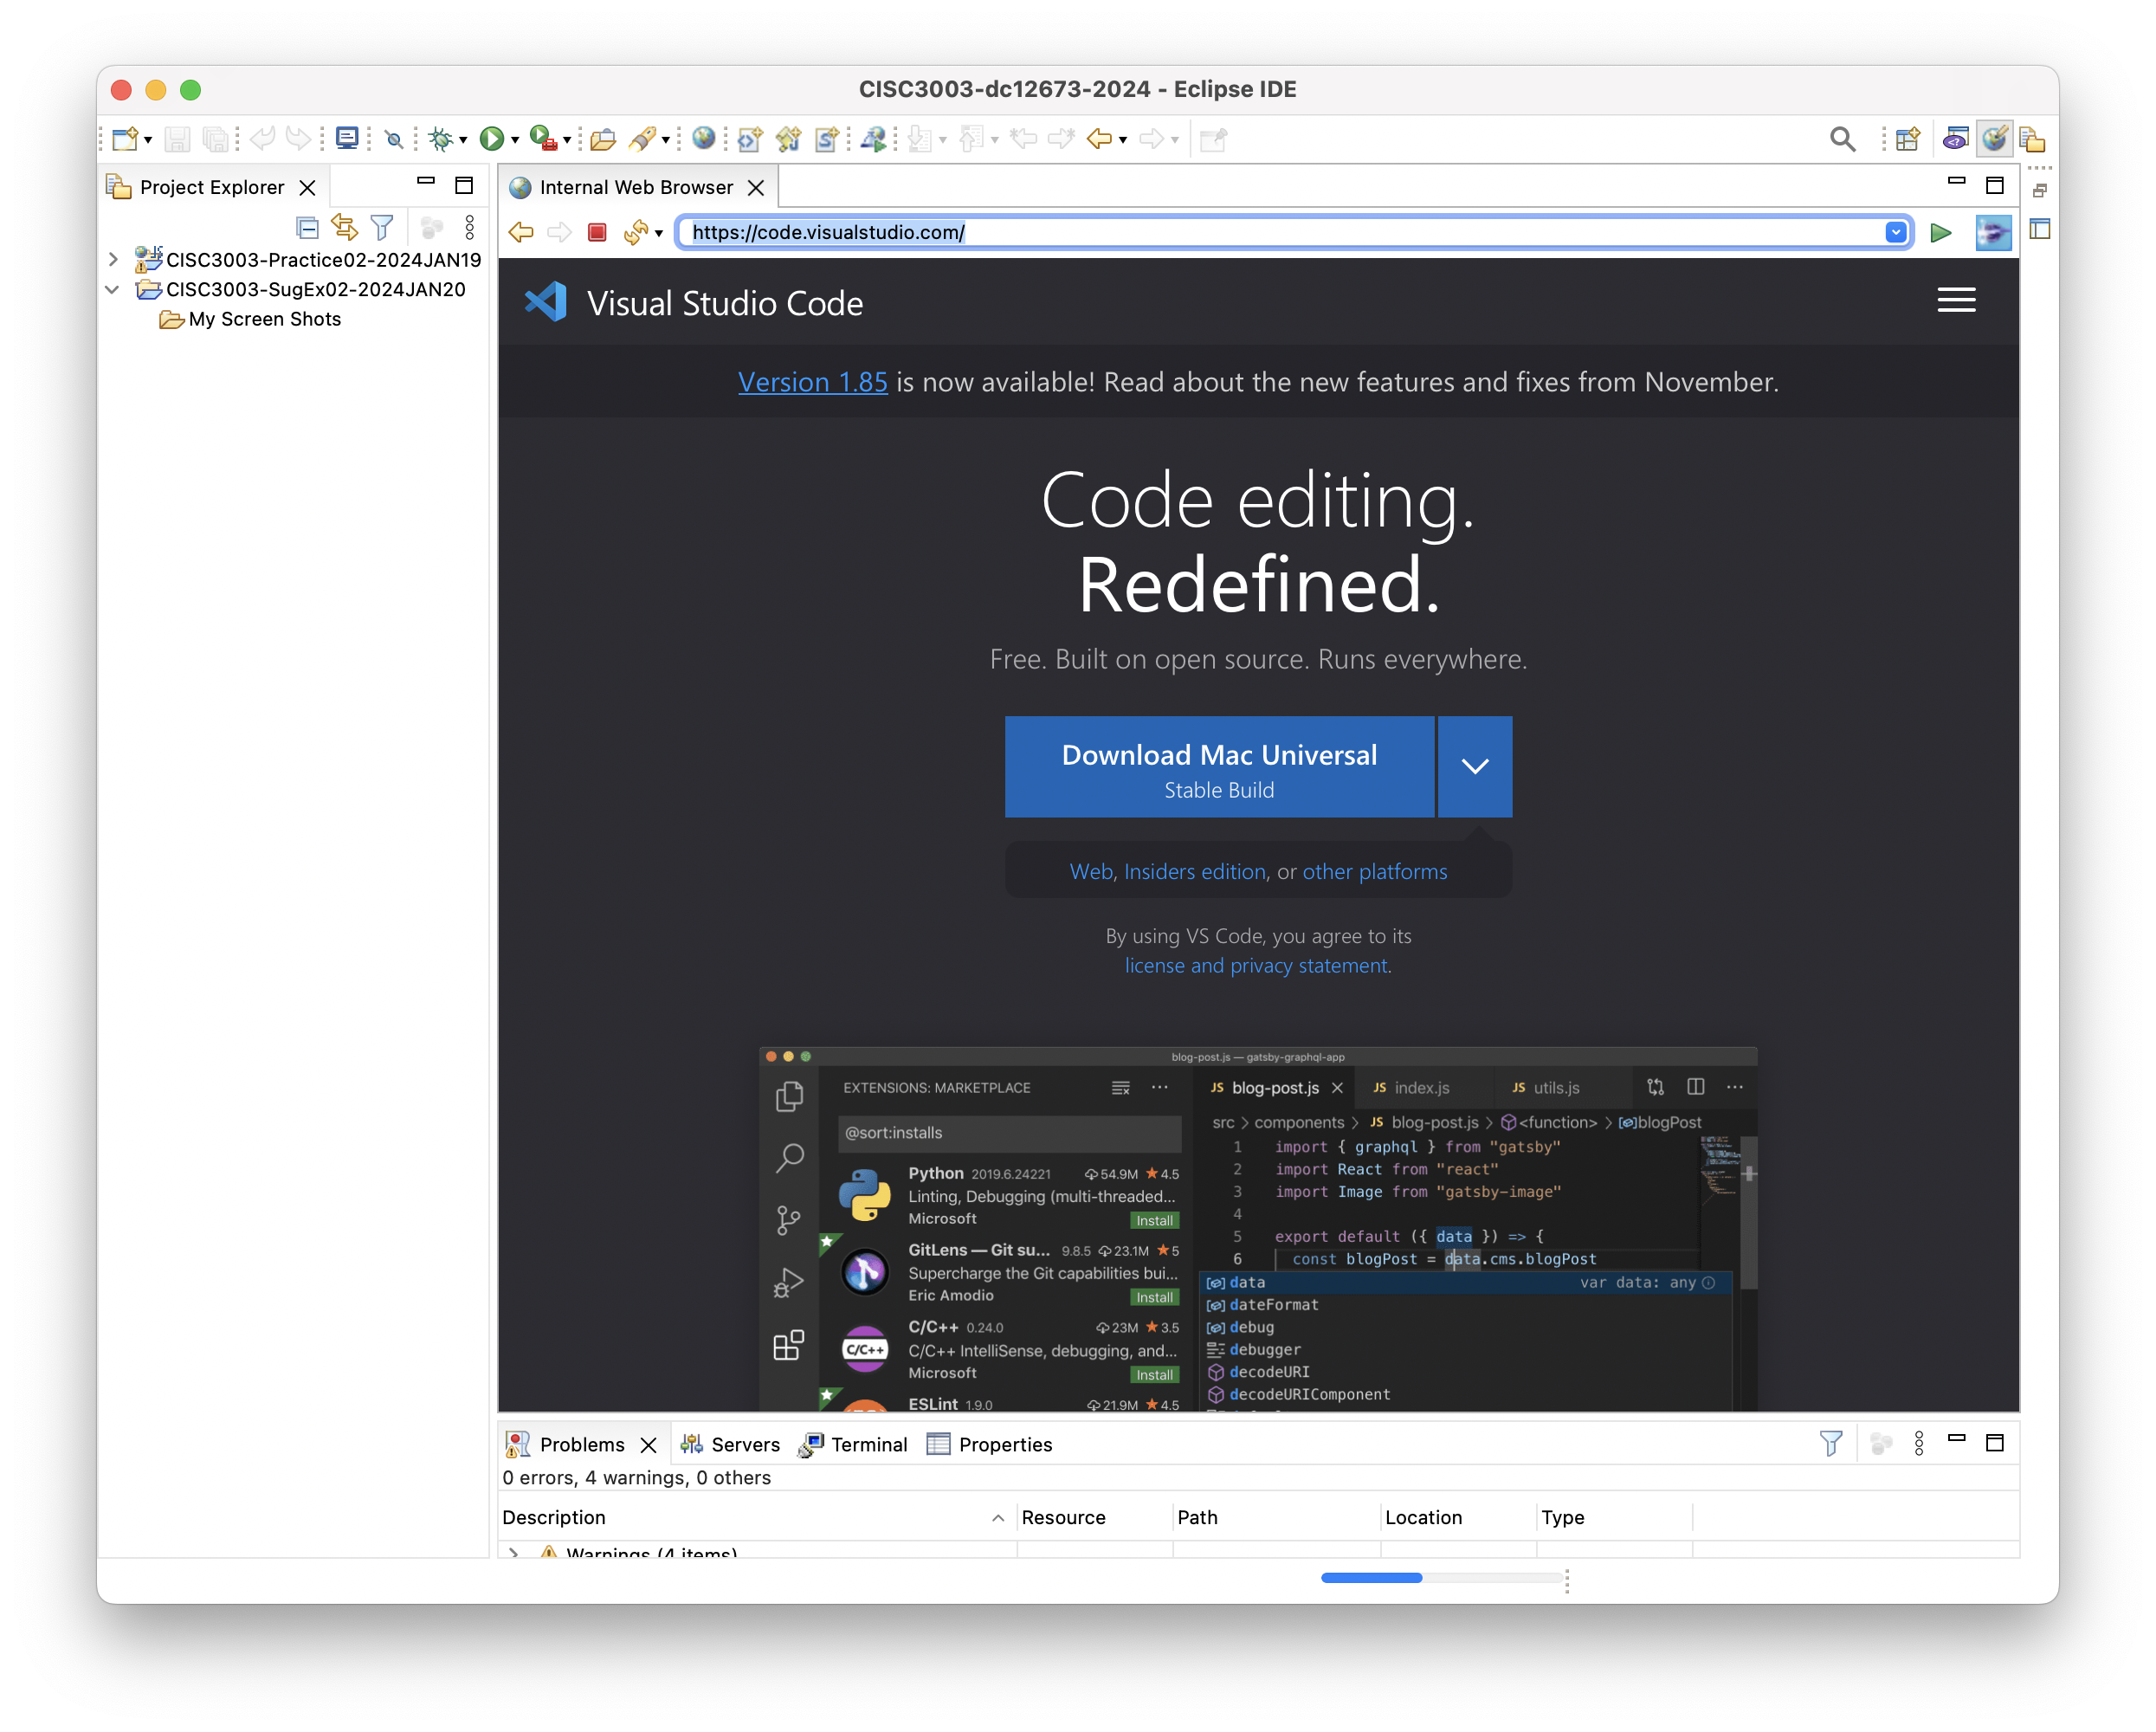 CISC3003-dc12673-2024 - Eclipse IDE
Project Explorer
CISC3003-Practice02-2024JAN19
CISC3003-SugEx02-2024JAN20
My Screen Shots
Internal Web Browser
https://code.visualstudio.com/
Visual Studio Code
Version 1.85 is now available! Read about the new features and fixes from November.
Code editing.
Redefined.
Free. Built on open source. Runs everywhere.
Download Mac Universal
Stable Build
Web, Insiders edition, or other platforms
By using VS Code, you agree to its
license and privacy statement.
blog-post.js — gatsby-graphql-app
EXTENSIONS: MARKETPLACE
@sort:installs
Python 2019.6.24221 54.9M 4.5
Linting, Debugging (multi-threaded...
Microsoft Install
GitLens — Git su... 9.8.5 23.1M 5
Supercharge the Git capabilities bui...
Eric Amodio Install
C/C++ 0.24.0 23M 3.5
C/C++
C/C++ IntelliSense, debugging, and...
Microsoft Install
ESLint 1.9.0 21.9M 4.5
JS blog-post.js JS index.js JS utils.js
src > components > JS blog-post.js > <function> > blogPost
1 import { graphql } from "gatsby"
2 import React from "react"
3 import Image from "gatsby-image"
4
5 export default ({ data }) => {
6 const blogPost = data.cms.blogPost
data var data: any
dateFormat
debug
debugger
decodeURI
decodeURIComponent
Problems Servers Terminal Properties
0 errors, 4 warnings, 0 others
Description Resource Path Location Type
Warnings (4 items)